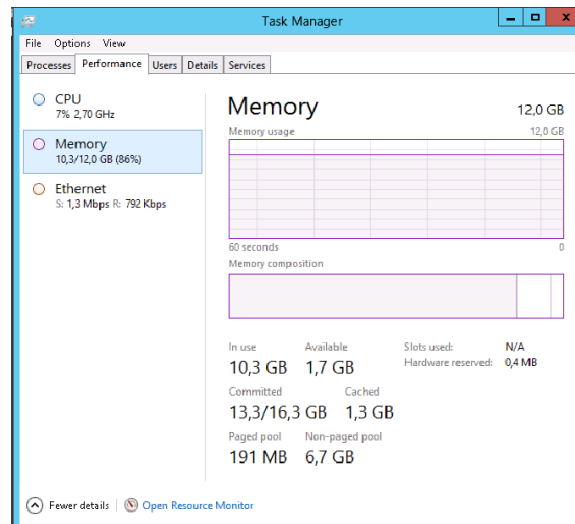 Task Manager
File Options View
Processes Performance Users Details Services
CPU
7% 2,70 GHz
Memory
10,3/12,0 GB (86%)
Ethernet
S: 1,3 Mbps R: 792 Kbps
Memory 12,0 GB
Memory usage 12,0 GB
60 seconds 0
Memory composition
In use Available Slots used: N/A
10,3 GB 1,7 GB Hardware reserved: 0,4 MB
Committed Cached
13,3/16,3 GB 1,3 GB
Paged pool Non-paged pool
191 MB 6,7 GB
Fewer details Open Resource Monitor